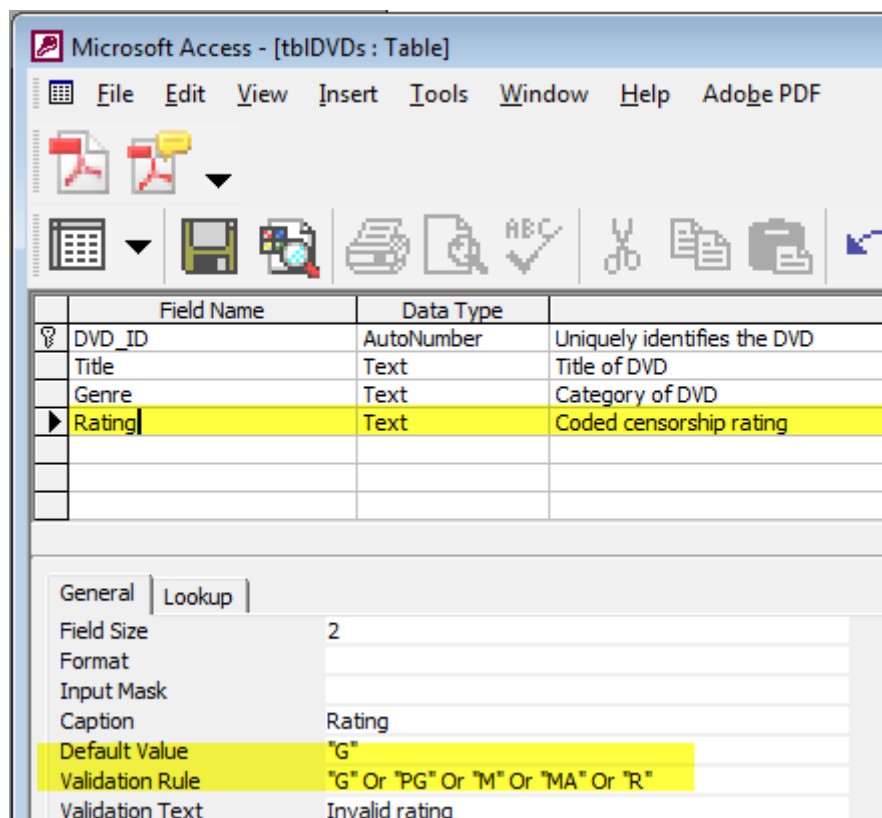 Microsoft Access - [tblDVDs : Table]
File Edit View Insert Tools Window Help Adobe PDF
ABC
Field Name Data Type
DVD_ID AutoNumber Uniquely identifies the DVD
Title Text Title of DVD
Genre Text Category of DVD
Rating Text Coded censorship rating
General Lookup
Field Size 2
Format
Input Mask
Caption Rating
Default Value "G"
Validation Rule "G" Or "PG" Or "M" Or "MA" Or "R"
Validation Text Invalid rating